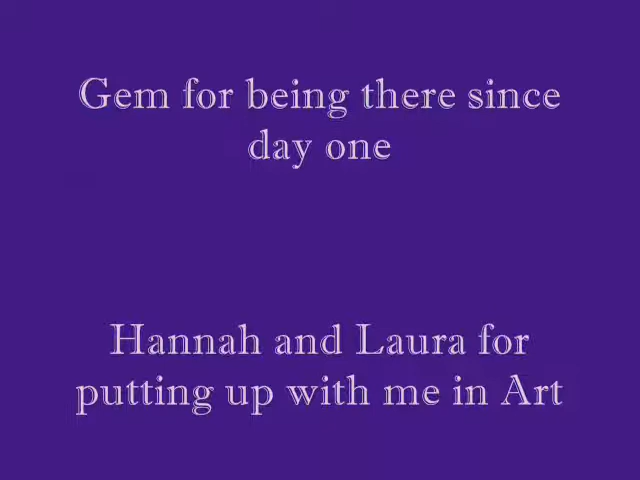 Gem for being there since
day one
Hannah and Laura for
putting up with me in Art